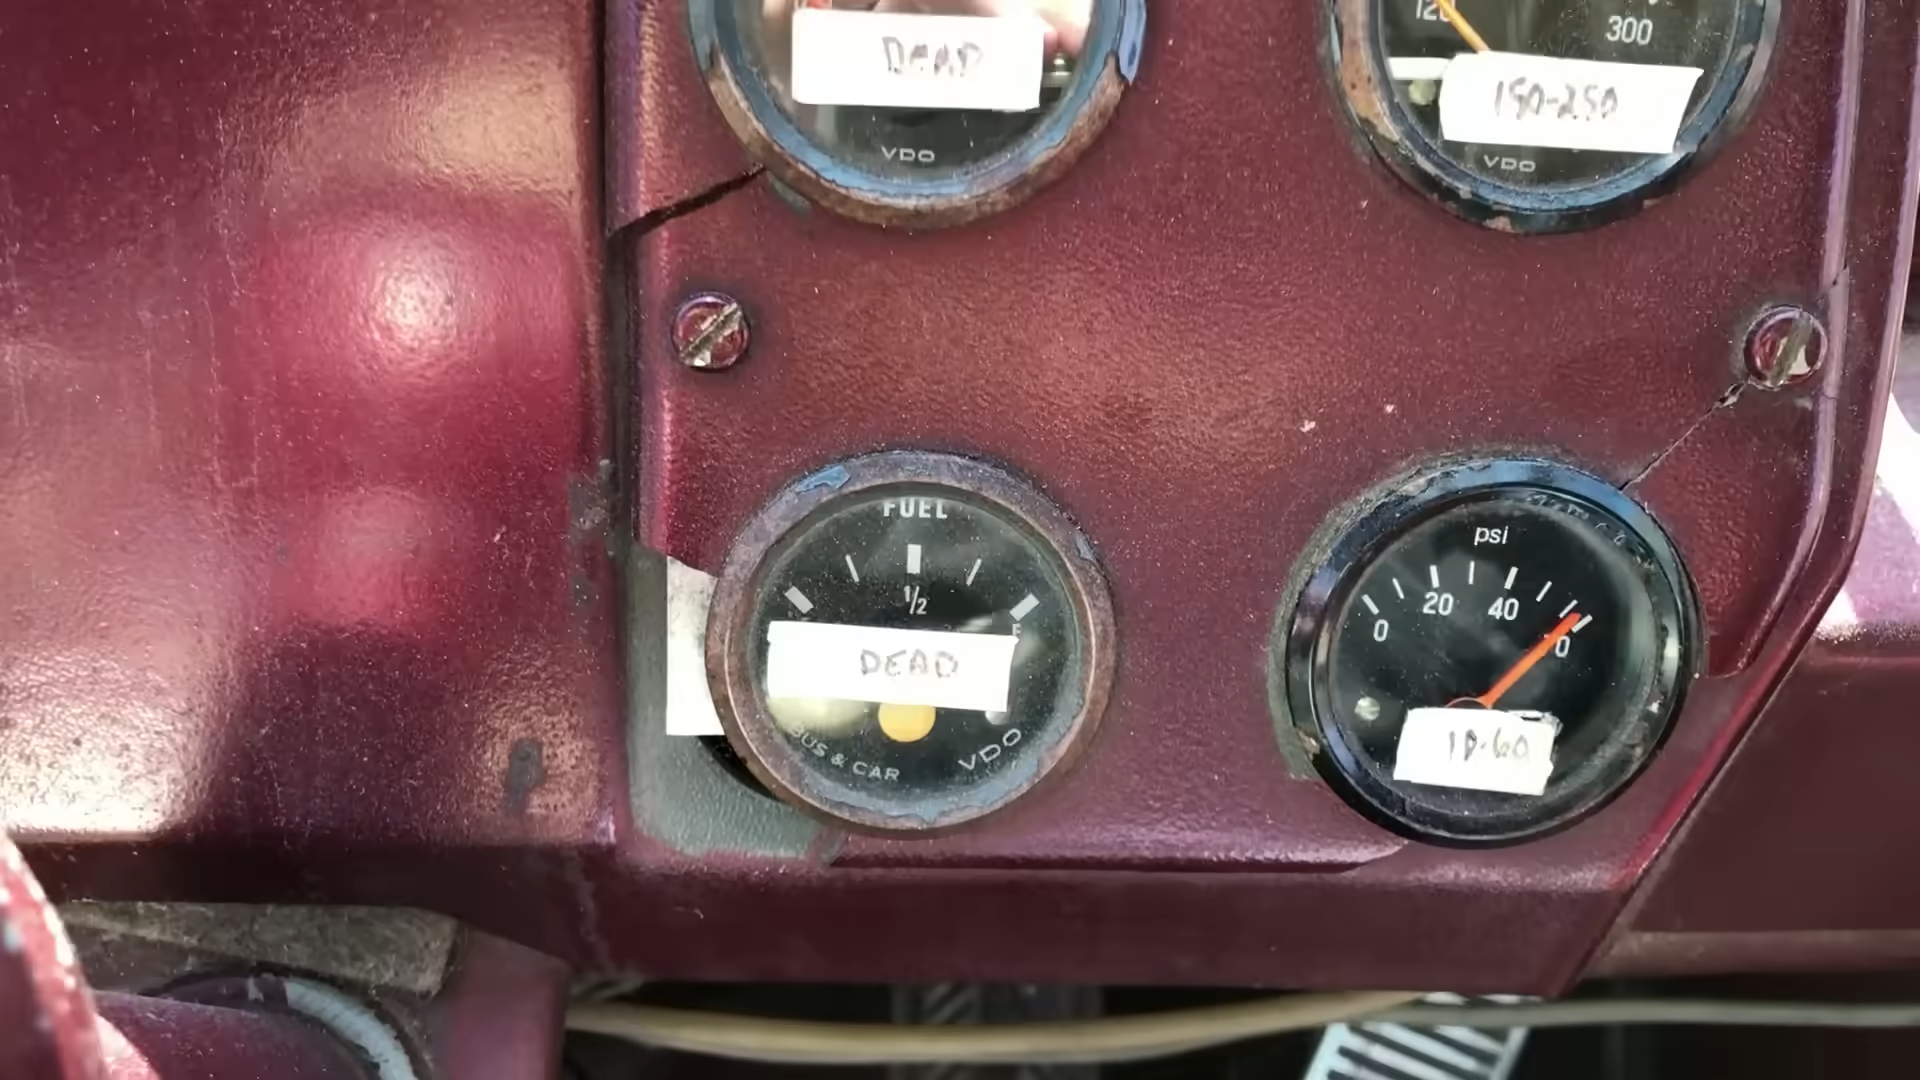 DEAD
VDO
120
300
150-250
VDO
FUEL
1/2
DEAD
BUS & CAR
VDO
psi
0
20
40
10-60